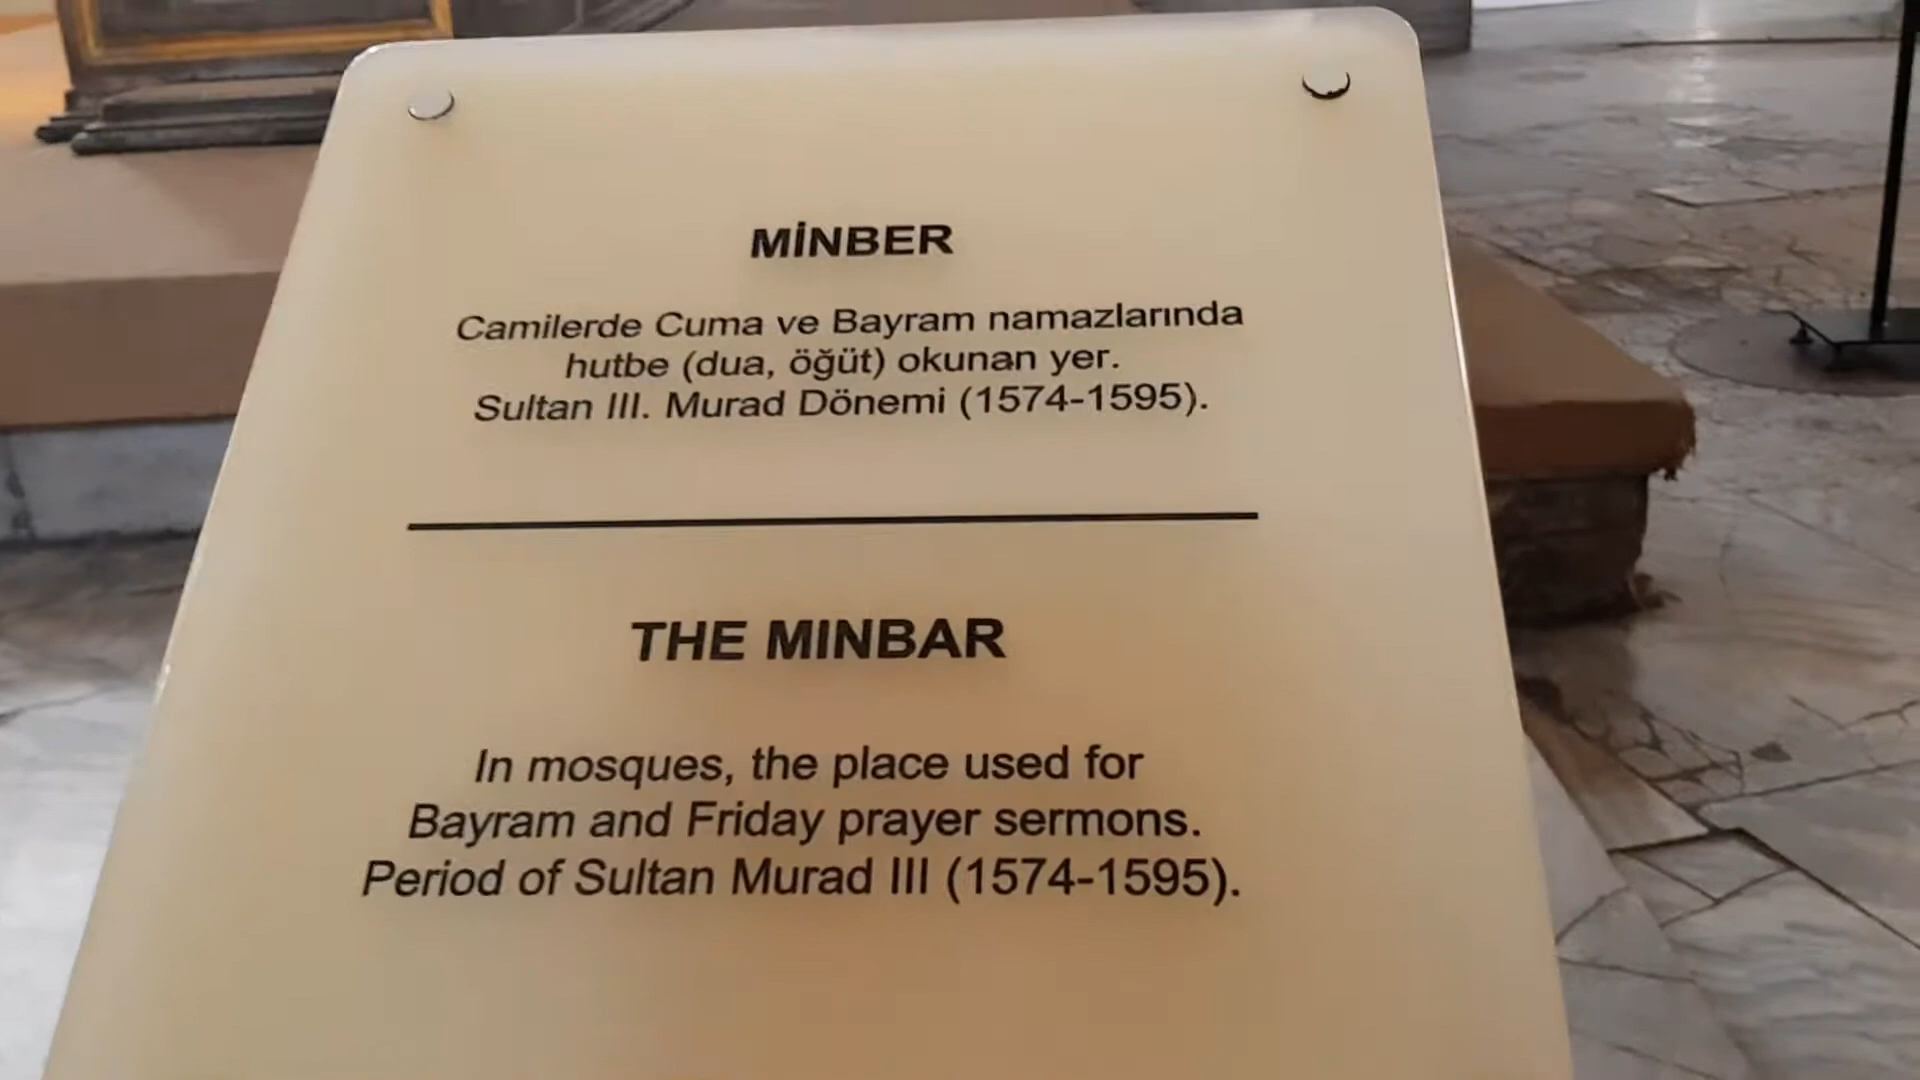 MİNBER
Camilerde Cuma ve Bayram namazlarında
hutbe (dua, öğüt) okunan yer.
Sultan III. Murad Dönemi (1574-1595).
THE MINBAR
In mosques, the place used for
Bayram and Friday prayer sermons.
Period of Sultan Murad III (1574-1595).